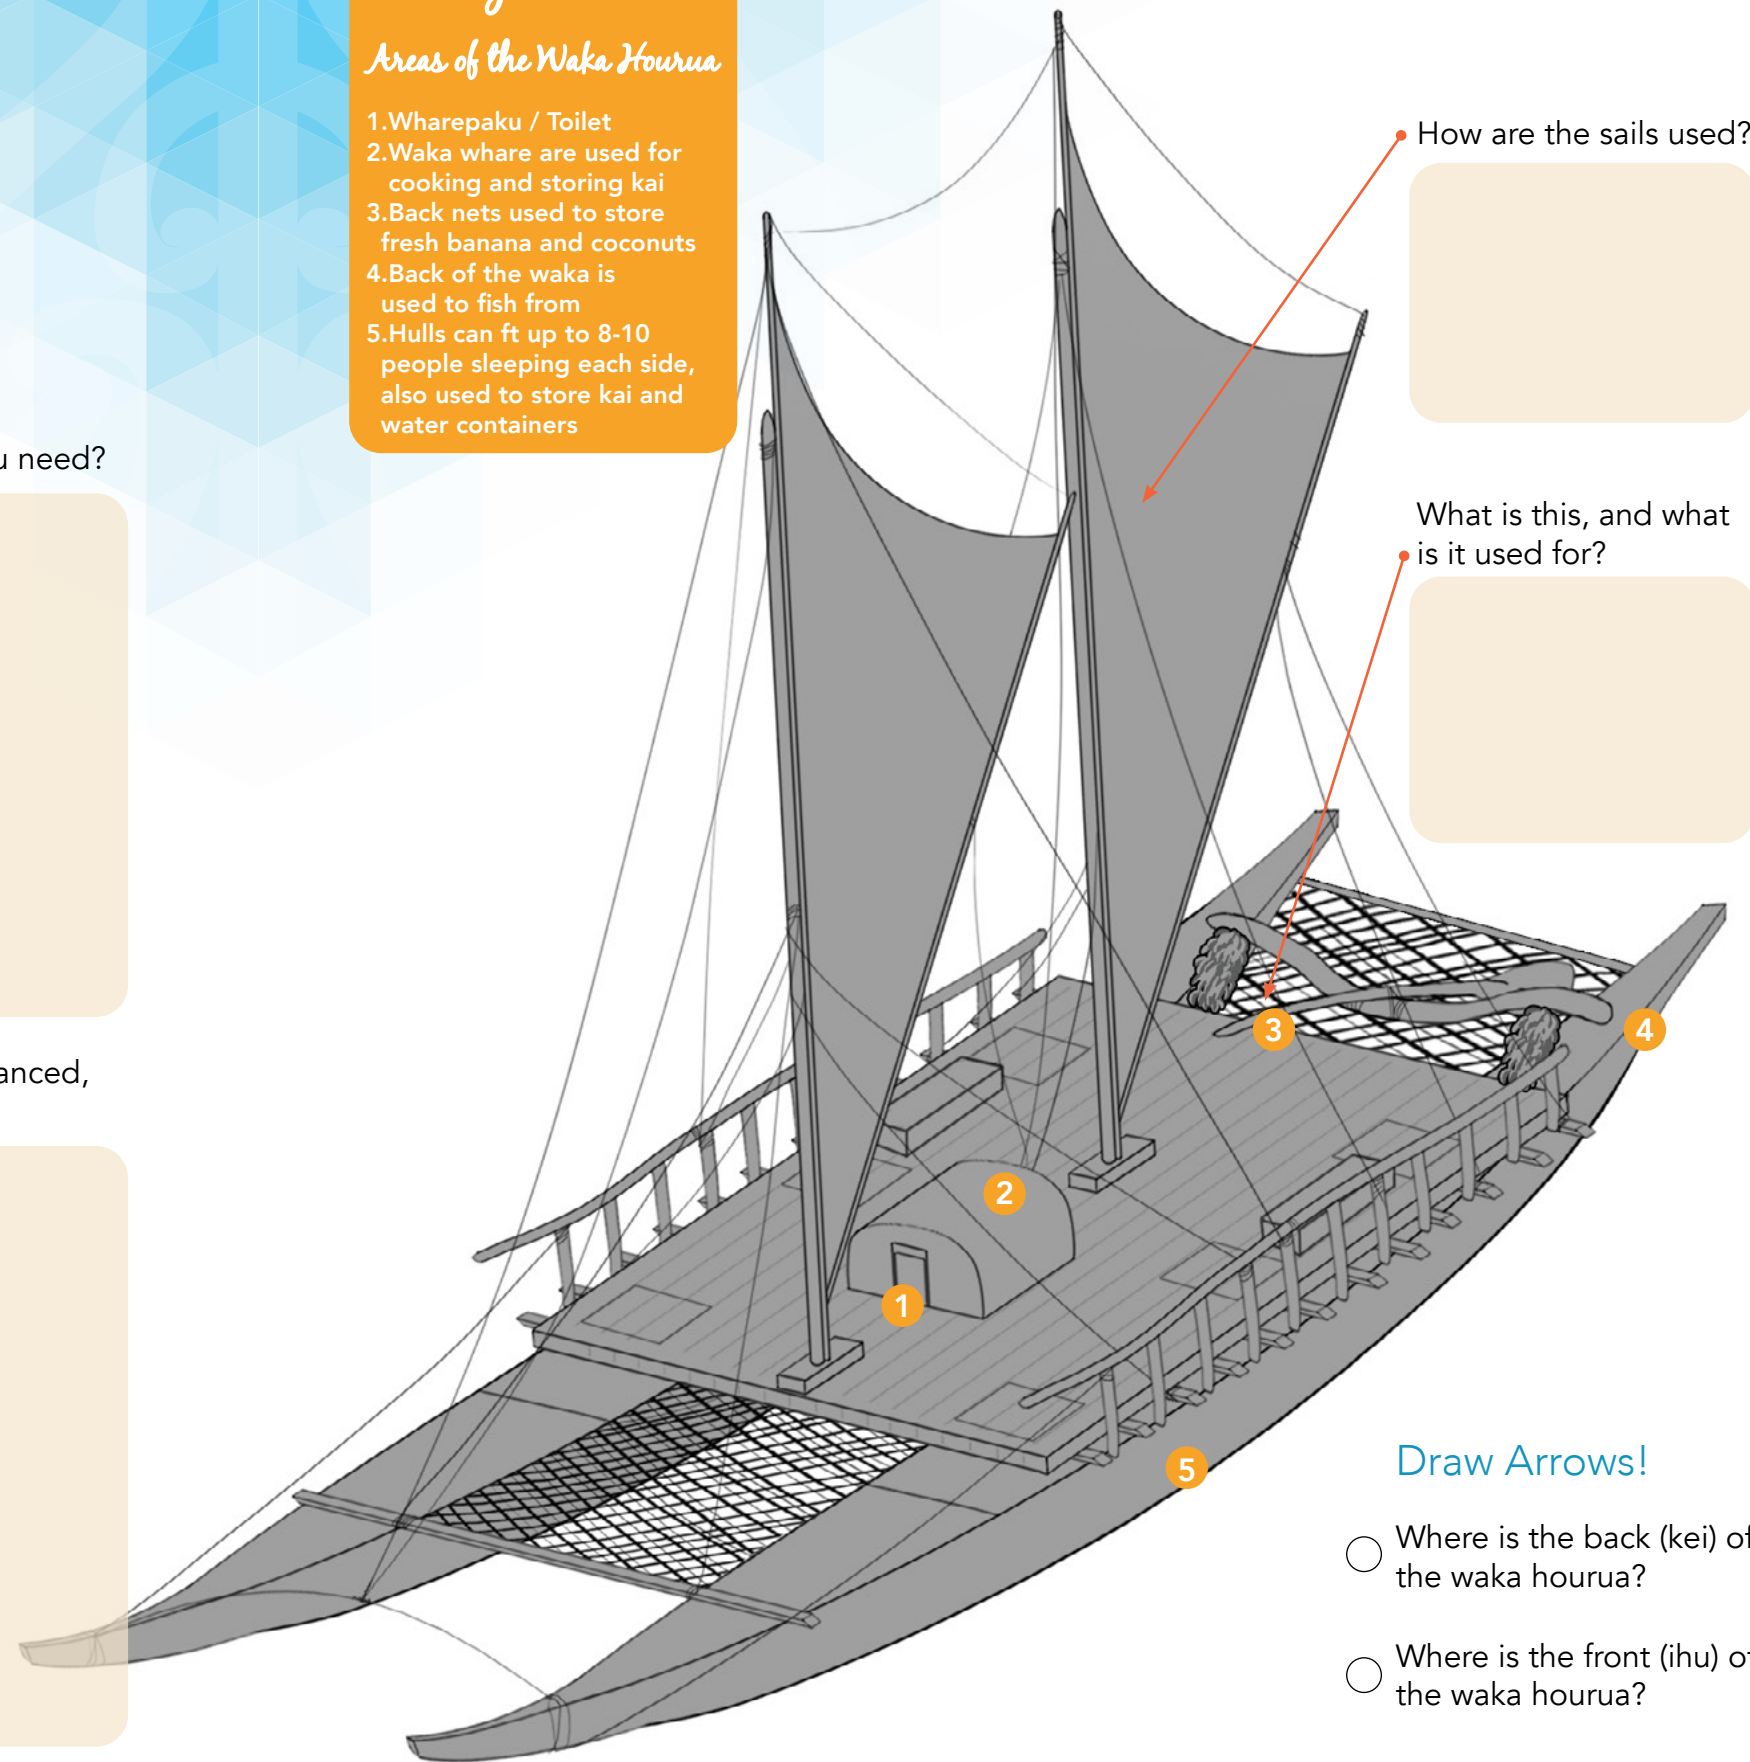 Areas of the Waka Hourua
1.Wharepaku / Toilet
2.Waka whare are used for
cooking and storing kai
3.Back nets used to store
fresh banana and coconuts
4.Back of the waka is
used to fish from
5.Hulls can ft up to 8-10
people sleeping each side,
also used to store kai and
water containers
How are the sails used?
What is this, and what
is it used for?
need?
anced,
1
2
3
4
5
Draw Arrows!
Where is the back (kei) of
the waka hourua?
Where is the front (ihu) of
the waka hourua?